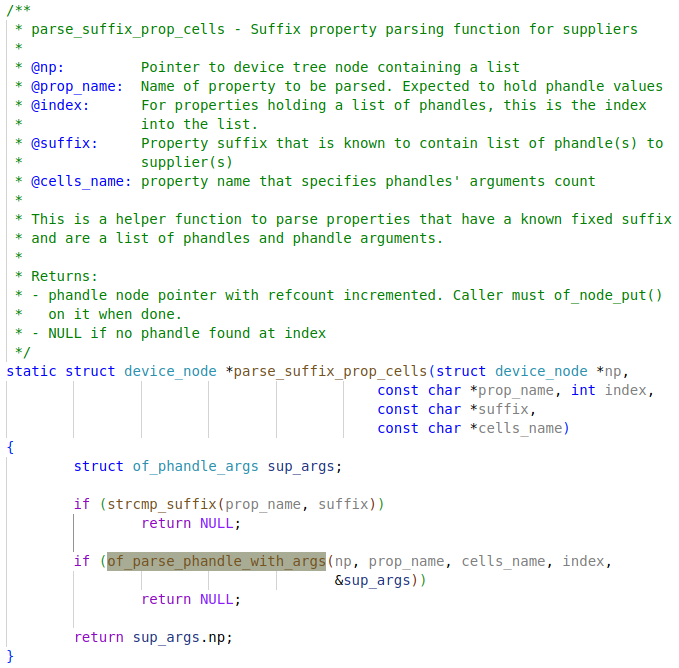 /**
 * parse_suffix_prop_cells - Suffix property parsing function for suppliers
 *
 * @np:         Pointer to device tree node containing a list
 * @prop_name:  Name of property to be parsed. Expected to hold phandle values
 * @index:      For properties holding a list of phandles, this is the index
 *              into the list.
 * @suffix:     Property suffix that is known to contain list of phandle(s) to
 *              supplier(s)
 * @cells_name: property name that specifies phandles' arguments count
 *
 * This is a helper function to parse properties that have a known fixed suffix
 * and are a list of phandles and phandle arguments.
 *
 * Returns:
 * - phandle node pointer with refcount incremented. Caller must of_node_put()
 *   on it when done.
 * - NULL if no phandle found at index
 */
static struct device_node *parse_suffix_prop_cells(struct device_node *np,
                                            const char *prop_name, int index,
                                            const char *suffix,
                                            const char *cells_name)
{
        struct of_phandle_args sup_args;

        if (strcmp_suffix(prop_name, suffix))
                return NULL;

        if (of_parse_phandle_with_args(np, prop_name, cells_name, index,
                                       &sup_args))
                return NULL;

        return sup_args.np;
}